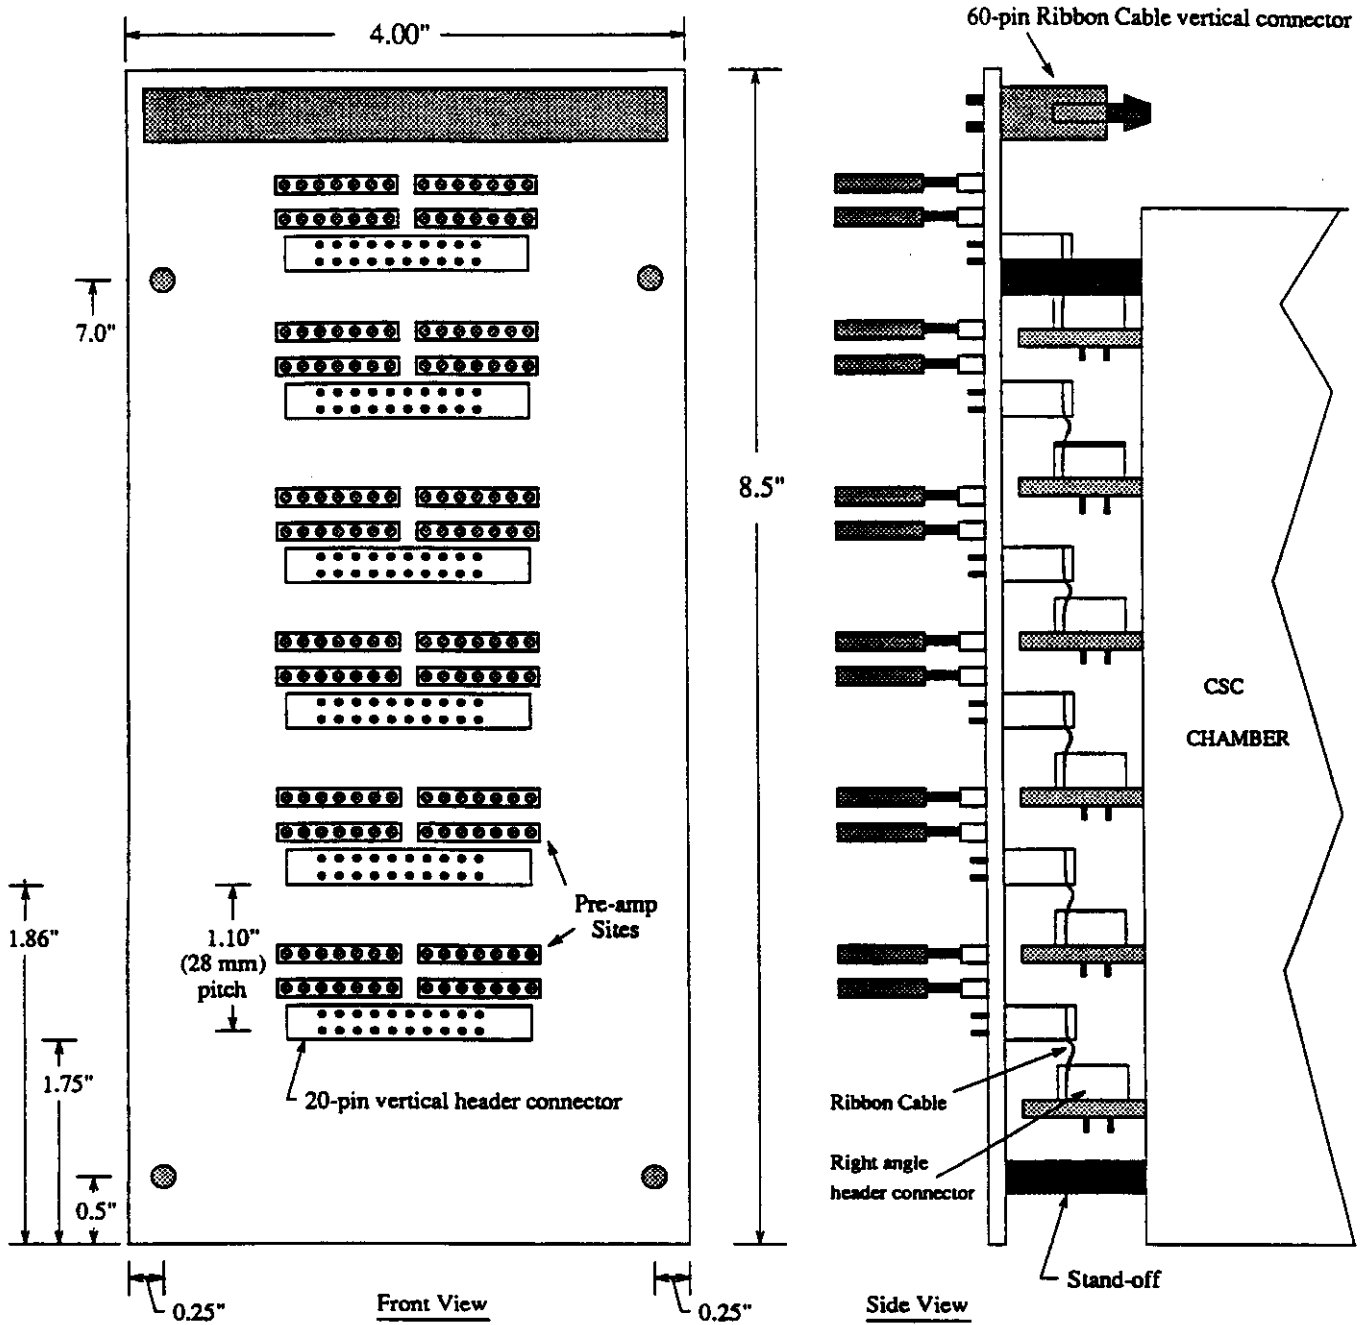 60-pin Ribbon Cable vertical connector
4.00"
7.0"
8.5"
CSC
CHAMBER
Pre-amp
Sites
1.86"
1.10"
(28 mm)
pitch
1.75"
20-pin vertical header connector
Ribbon Cable
Right angle
header connector
0.5"
Stand-off
0.25"
Front View
0.25"
Side View